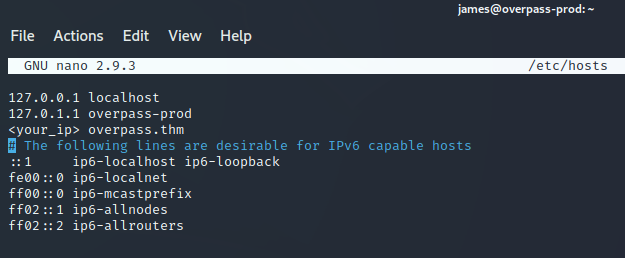 james@overpass-prod: ~
File Actions Edit View Help
GNU nano 2.9.3 /etc/hosts
127.0.0.1 localhost
127.0.1.1 overpass-prod
<your_ip> overpass.thm
# The following lines are desirable for IPv6 capable hosts
::1 ip6-localhost ip6-loopback
fe00::0 ip6-localnet
ff00::0 ip6-mcastprefix
ff02::1 ip6-allnodes
ff02::2 ip6-allrouters